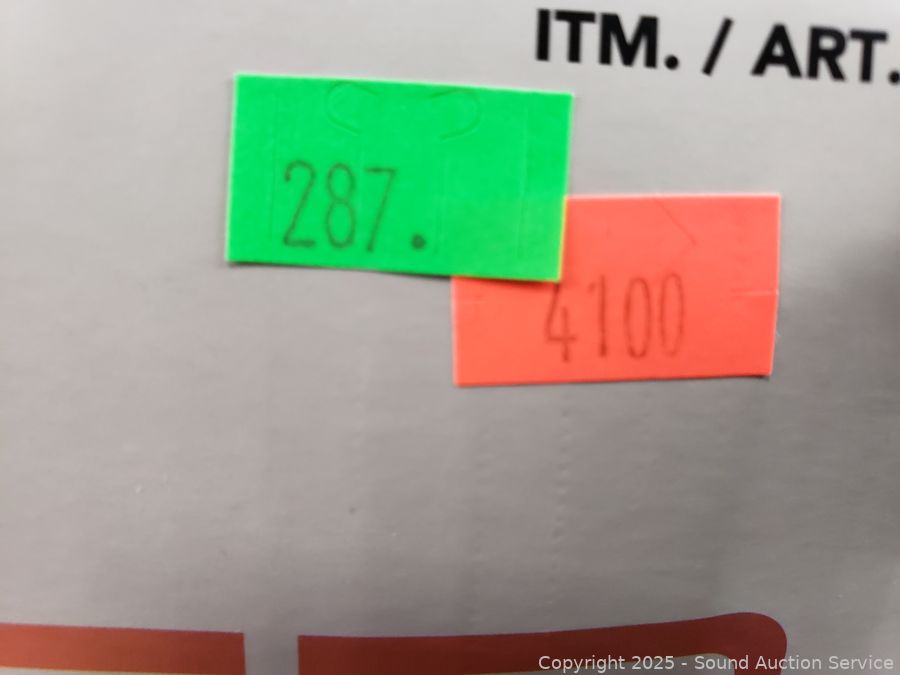 ITM. / ART.
287.
4100
Copyright © 2025 - Sound Auction Service